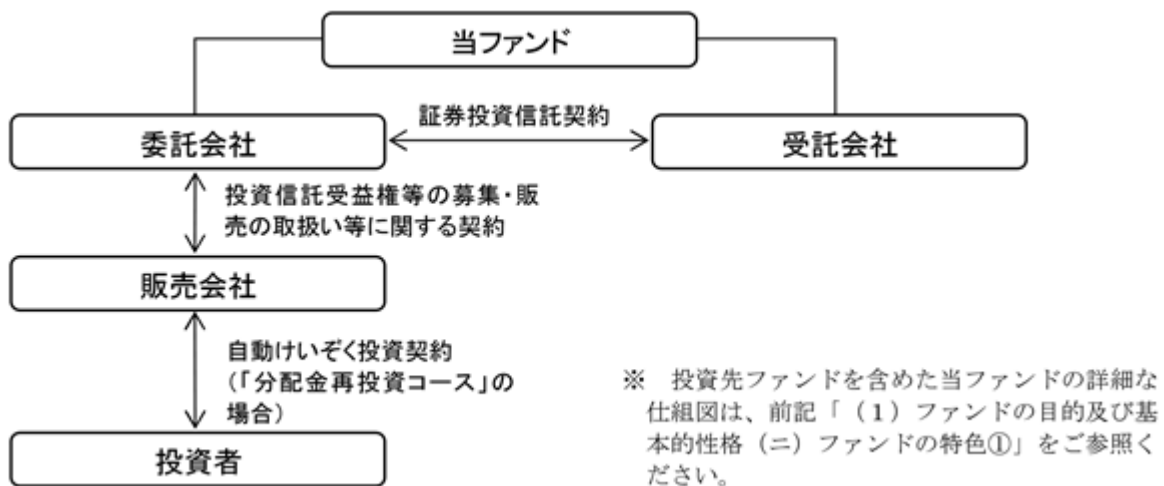 当ファンド
委託会社
証券投資信託契約
受託会社
投資信託受益権等の募集・販
売の取扱い等に関する契約
販売会社
自動けいぞく投資契約
(「分配金再投資コース」の
場合)
投資者
※　投資先ファンドを含めた当ファンドの詳細な
仕組図は、前記「（1）ファンドの目的及び基
本的性格（ニ）ファンドの特色①」をご参照く
ださい。